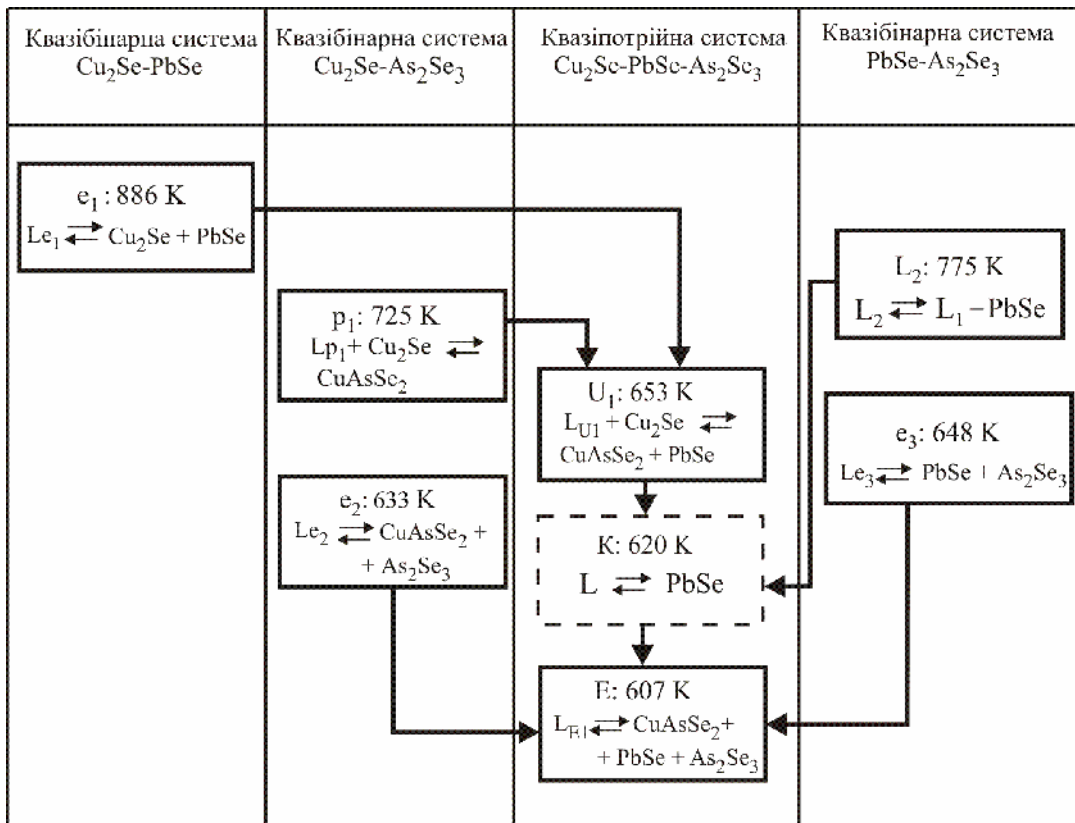 Квазібінарна система
Cu₂Se-PbSe
Квазібінарна система
Cu₂Se-As₂Se₃
Квазіпотрійна система
Cu₂Se-PbSe-As₂Se₃
Квазібінарна система
PbSe-As₂Se₃
e₁: 886 K
Le₁ ⇄ Cu₂Se + PbSe
p₁: 725 K
Lp₁+ Cu₂Se ⇄
CuAsSe₂
e₂: 633 K
Le₂ ⇄ CuAsSe₂ +
+ As₂Se₃
U₁: 653 K
L_U1 + Cu₂Se ⇄
CuAsSe₂ + PbSe
K: 620 K
L ⇄ PbSe
E: 607 K
L_E1 ⇄ CuAsSe₂+
+ PbSe + As₂Se₃
L₂: 775 K
L₂ ⇄ L₁ – PbSe
e₃: 648 K
Le₃ ⇄ PbSe + As₂Se₃